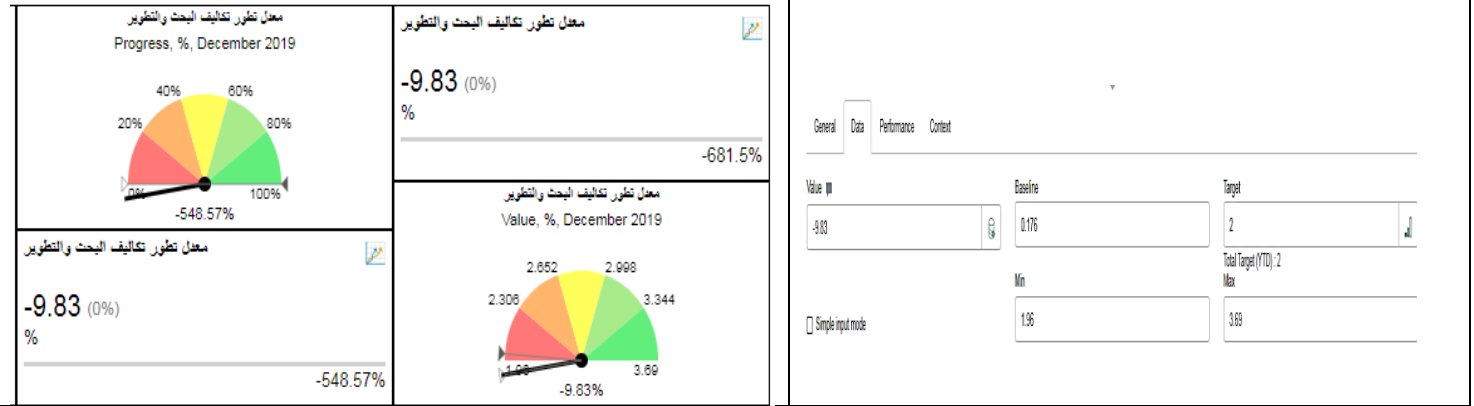 معدل تطور تكاليف البحث والتطوير
Progress, %, December 2019
40%
60%
20%
80%
0%
100%
-548.57%
معدل تطور تكاليف البحث والتطوير
-9.83 (0%)
%
-681.5%
معدل تطور تكاليف البحث والتطوير
-9.83 (0%)
%
-548.57%
معدل تطور تكاليف البحث والتطوير
Value, %, December 2019
2.652
2.998
2.306
3.344
1.96
3.69
-9.83%
General Data Performance Context
Value Baseline Target
-9.83 0.176 2
Total Target (YTD) : 2
Min Max
Simple input mode 1.96 3.69